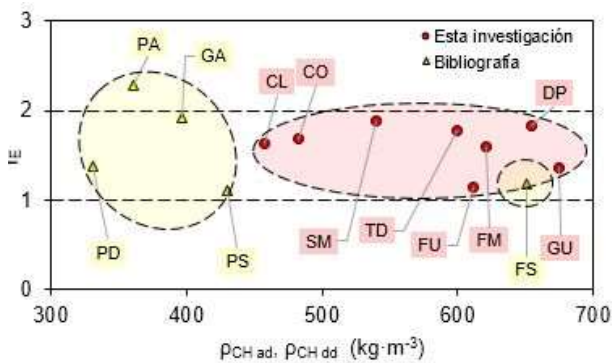 3
2
1
0
PA
GA
CL
CO
Esta investigación
Bibliografía
DP
PD
PS
SM
TD
FU
FM
FS
GU
300 400 500 600 700
ρCH ad, ρCH dd (kg·m-3)